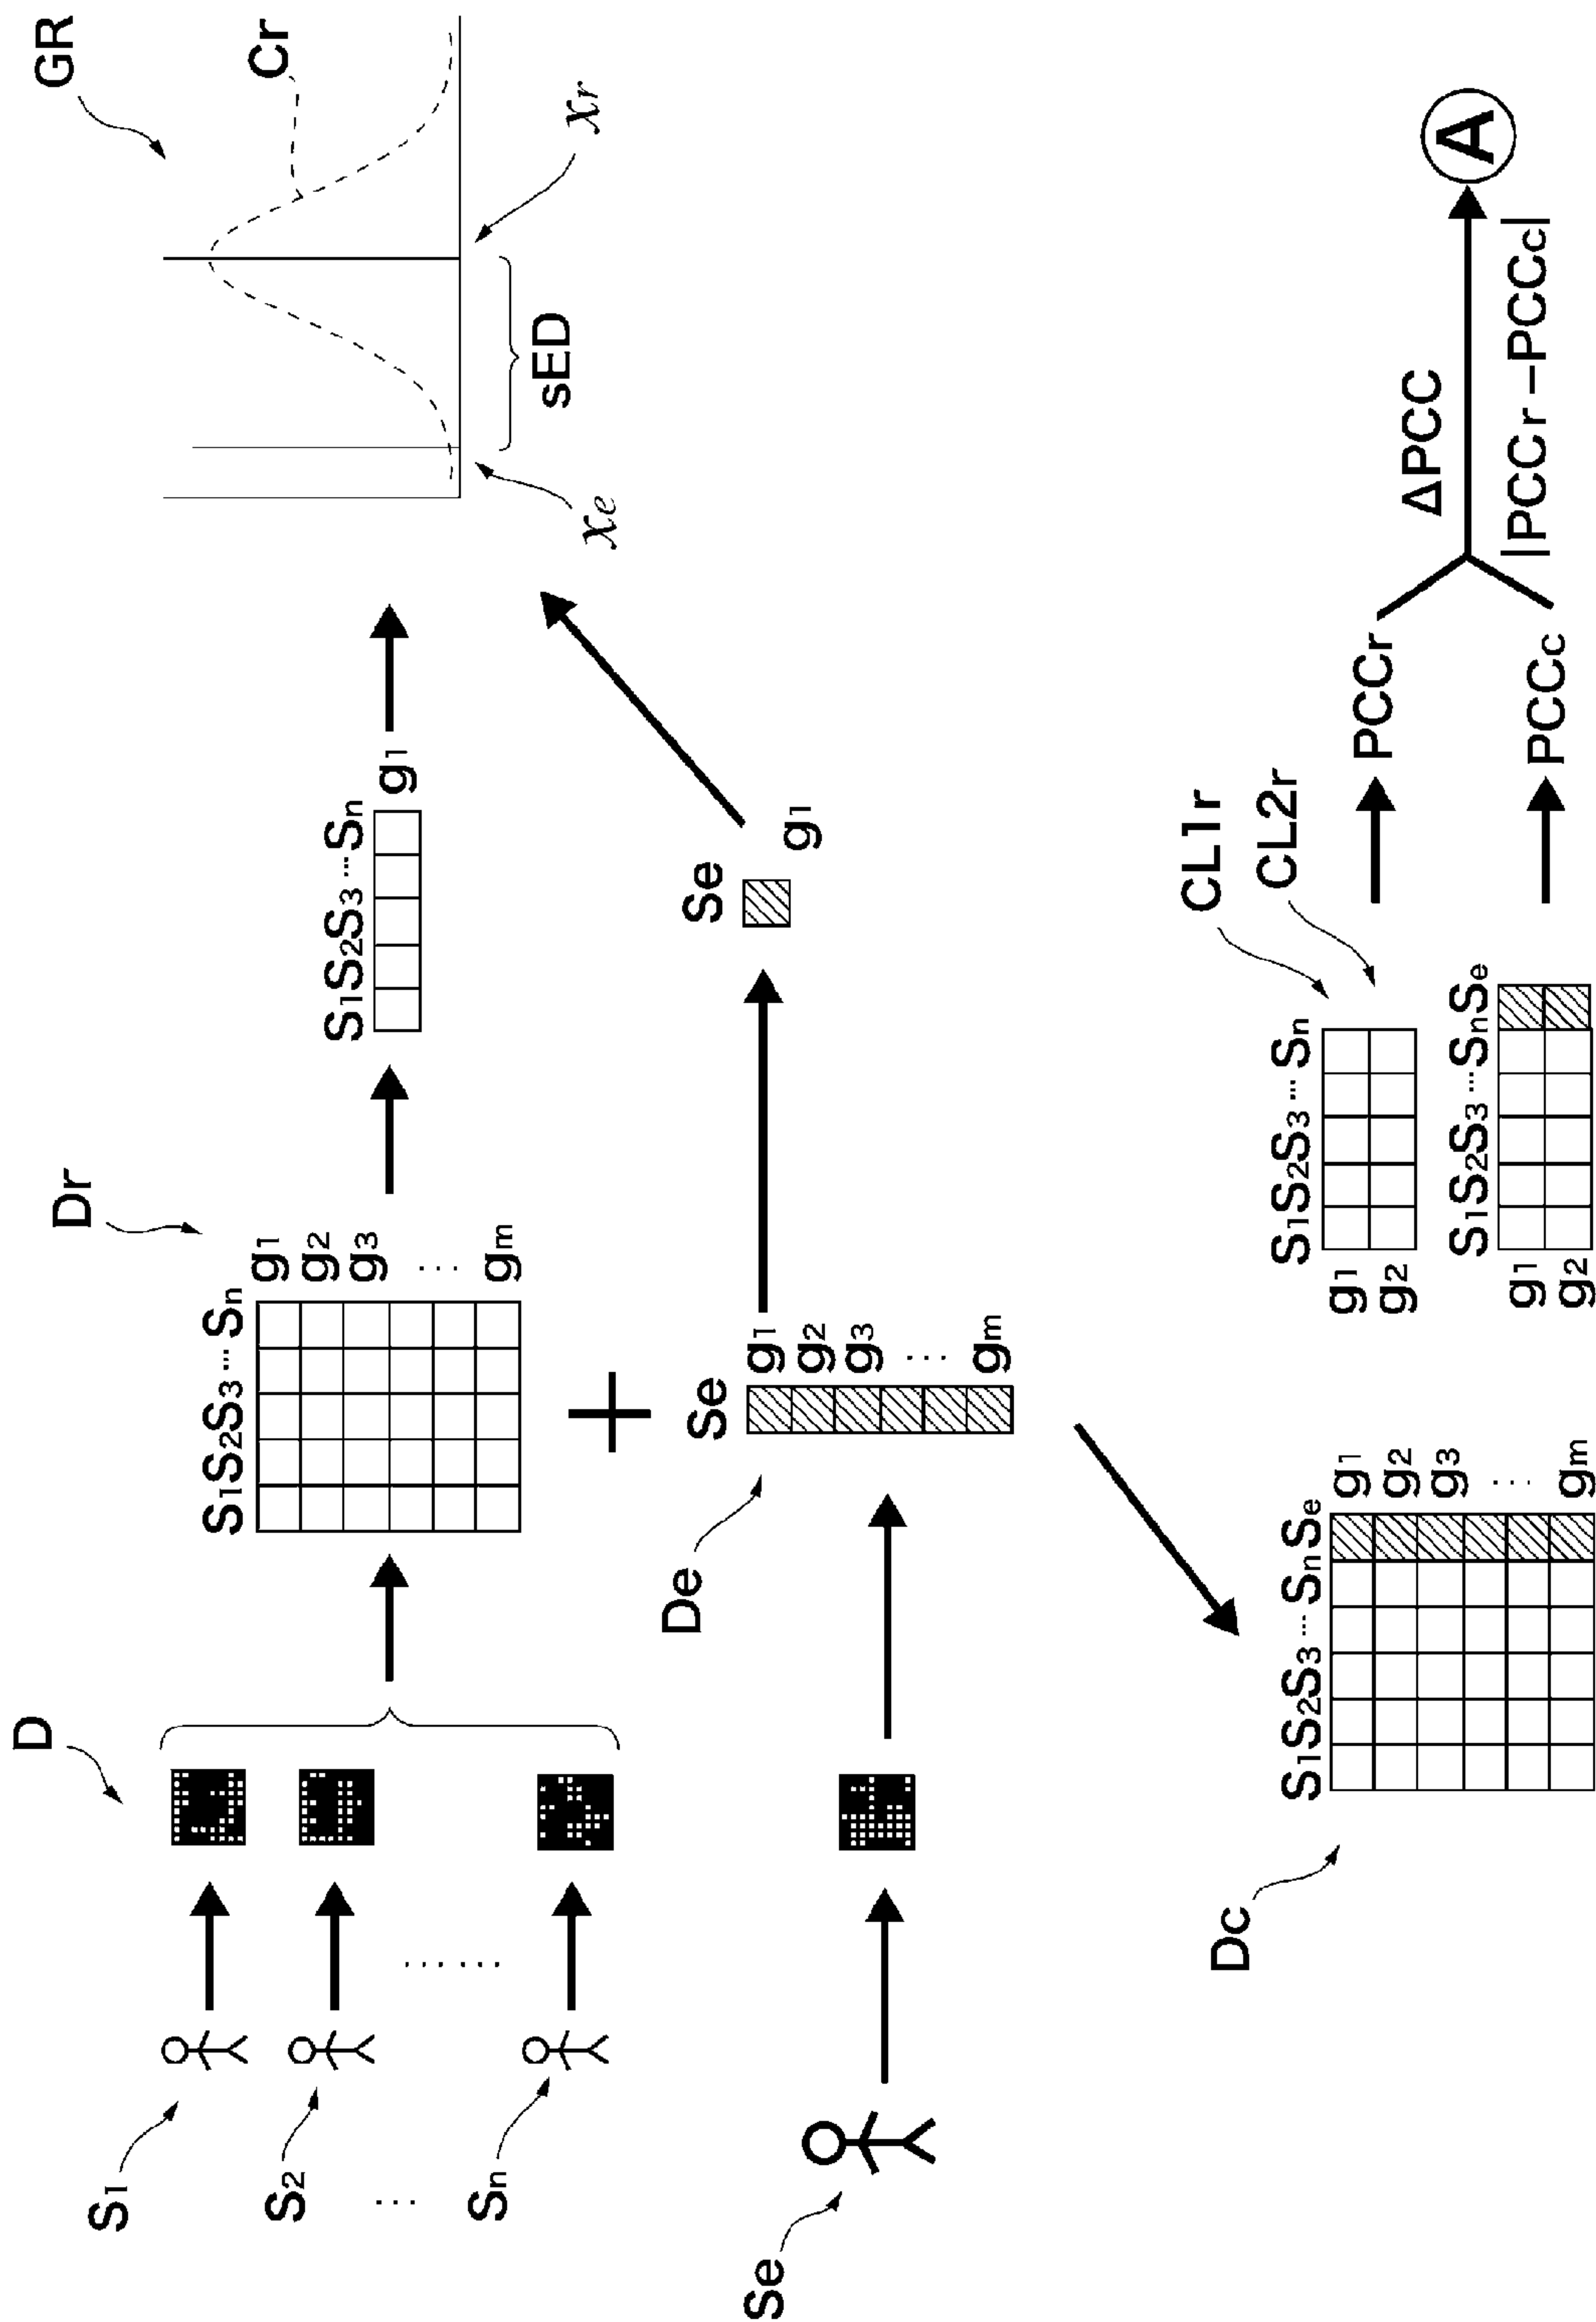 S1
S2
...
Sn
Se
......
D
S1S2S3...Sn
g1
g2
g3
...
gm
Dr
S1S2S3...Sn
g1
GR
Cr
xe
xr
sED
+
De
Se
g1
g2
g3
...
gm
Se
g1
Dc
S1S2S3...SnSe
g1
g2
g3
...
gm
S1S2S3...Sn
g1
g2
CL1r
CL2r
PCCr
S1S2S3...SnSe
g1
g2
PCCc
ΔPCC
|PCCr-PCCc|
A